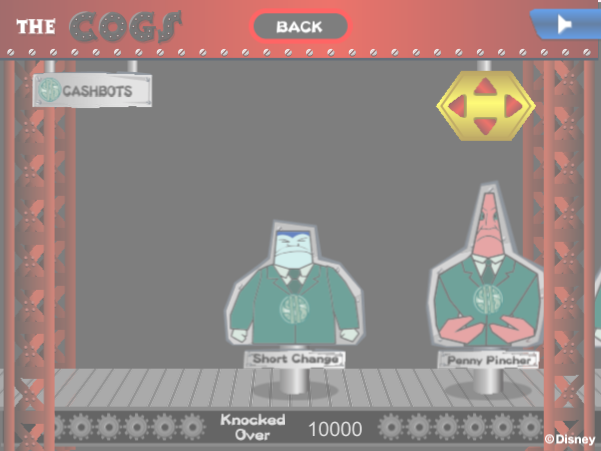 THE COGS
BACK
CASHBOTS
Short Change
Penny Pincher
Knocked
Over
10000
©Disney